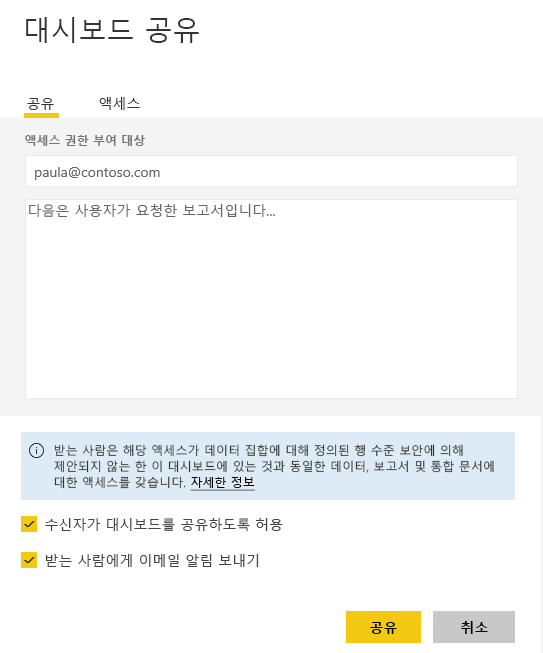 대시보드 공유
공유 액세스
액세스 권한 부여 대상
paula@contoso.com
다음은 사용자가 요청한 보고서입니다...
받는 사람은 해당 액세스가 데이터 집합에 대해 정의된 행 수준 보안에 의해
제안되지 않는 한 이 대시보드에 있는 것과 동일한 데이터, 보고서 및 통합 문서에
대한 액세스를 갖습니다. 자세한 정보
수신자가 대시보드를 공유하도록 허용
받는 사람에게 이메일 알림 보내기
공유 취소